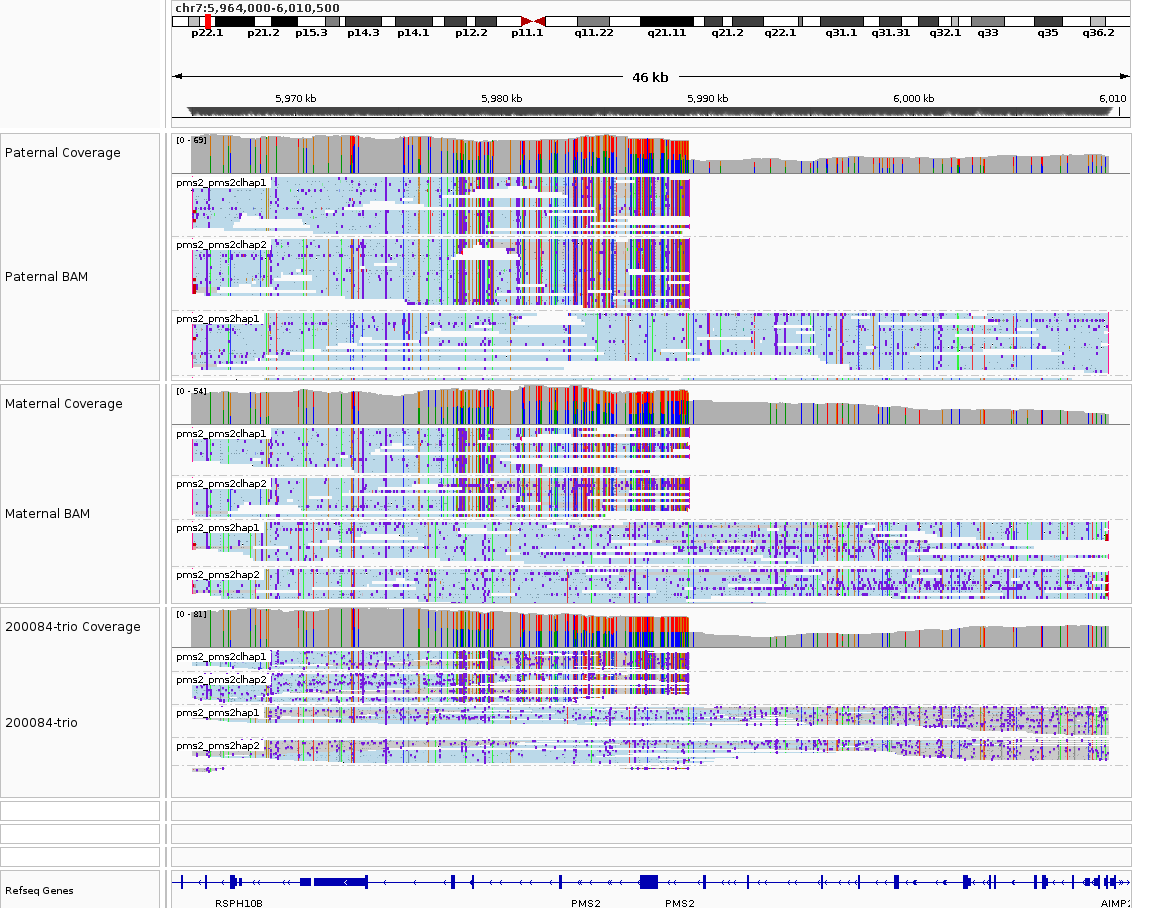 chr7:5,964,000-6,010,500
p22.1 p21.2 p15.3 p14.3 p14.1 p12.2 p11.1 q11.22 q21.11 q21.2 q22.1 q31.1 q31.31 q32.1 q33 q35 q36.2
46 kb
5,970 kb 5,980 kb 5,990 kb 6,000 kb 6,010
Paternal Coverage
[0 - 69]
pms2_pms2clhap1
pms2_pms2clhap2
Paternal BAM
pms2_pms2hap1
Maternal Coverage
[0 - 54]
pms2_pms2clhap1
pms2_pms2clhap2
Maternal BAM
pms2_pms2hap1
pms2_pms2hap2
200084-trio Coverage
[0 - 81]
pms2_pms2clhap1
pms2_pms2clhap2
pms2_pms2hap1
200084-trio
pms2_pms2hap2
Refseq Genes
RSPH10B PMS2 PMS2 AIMP2